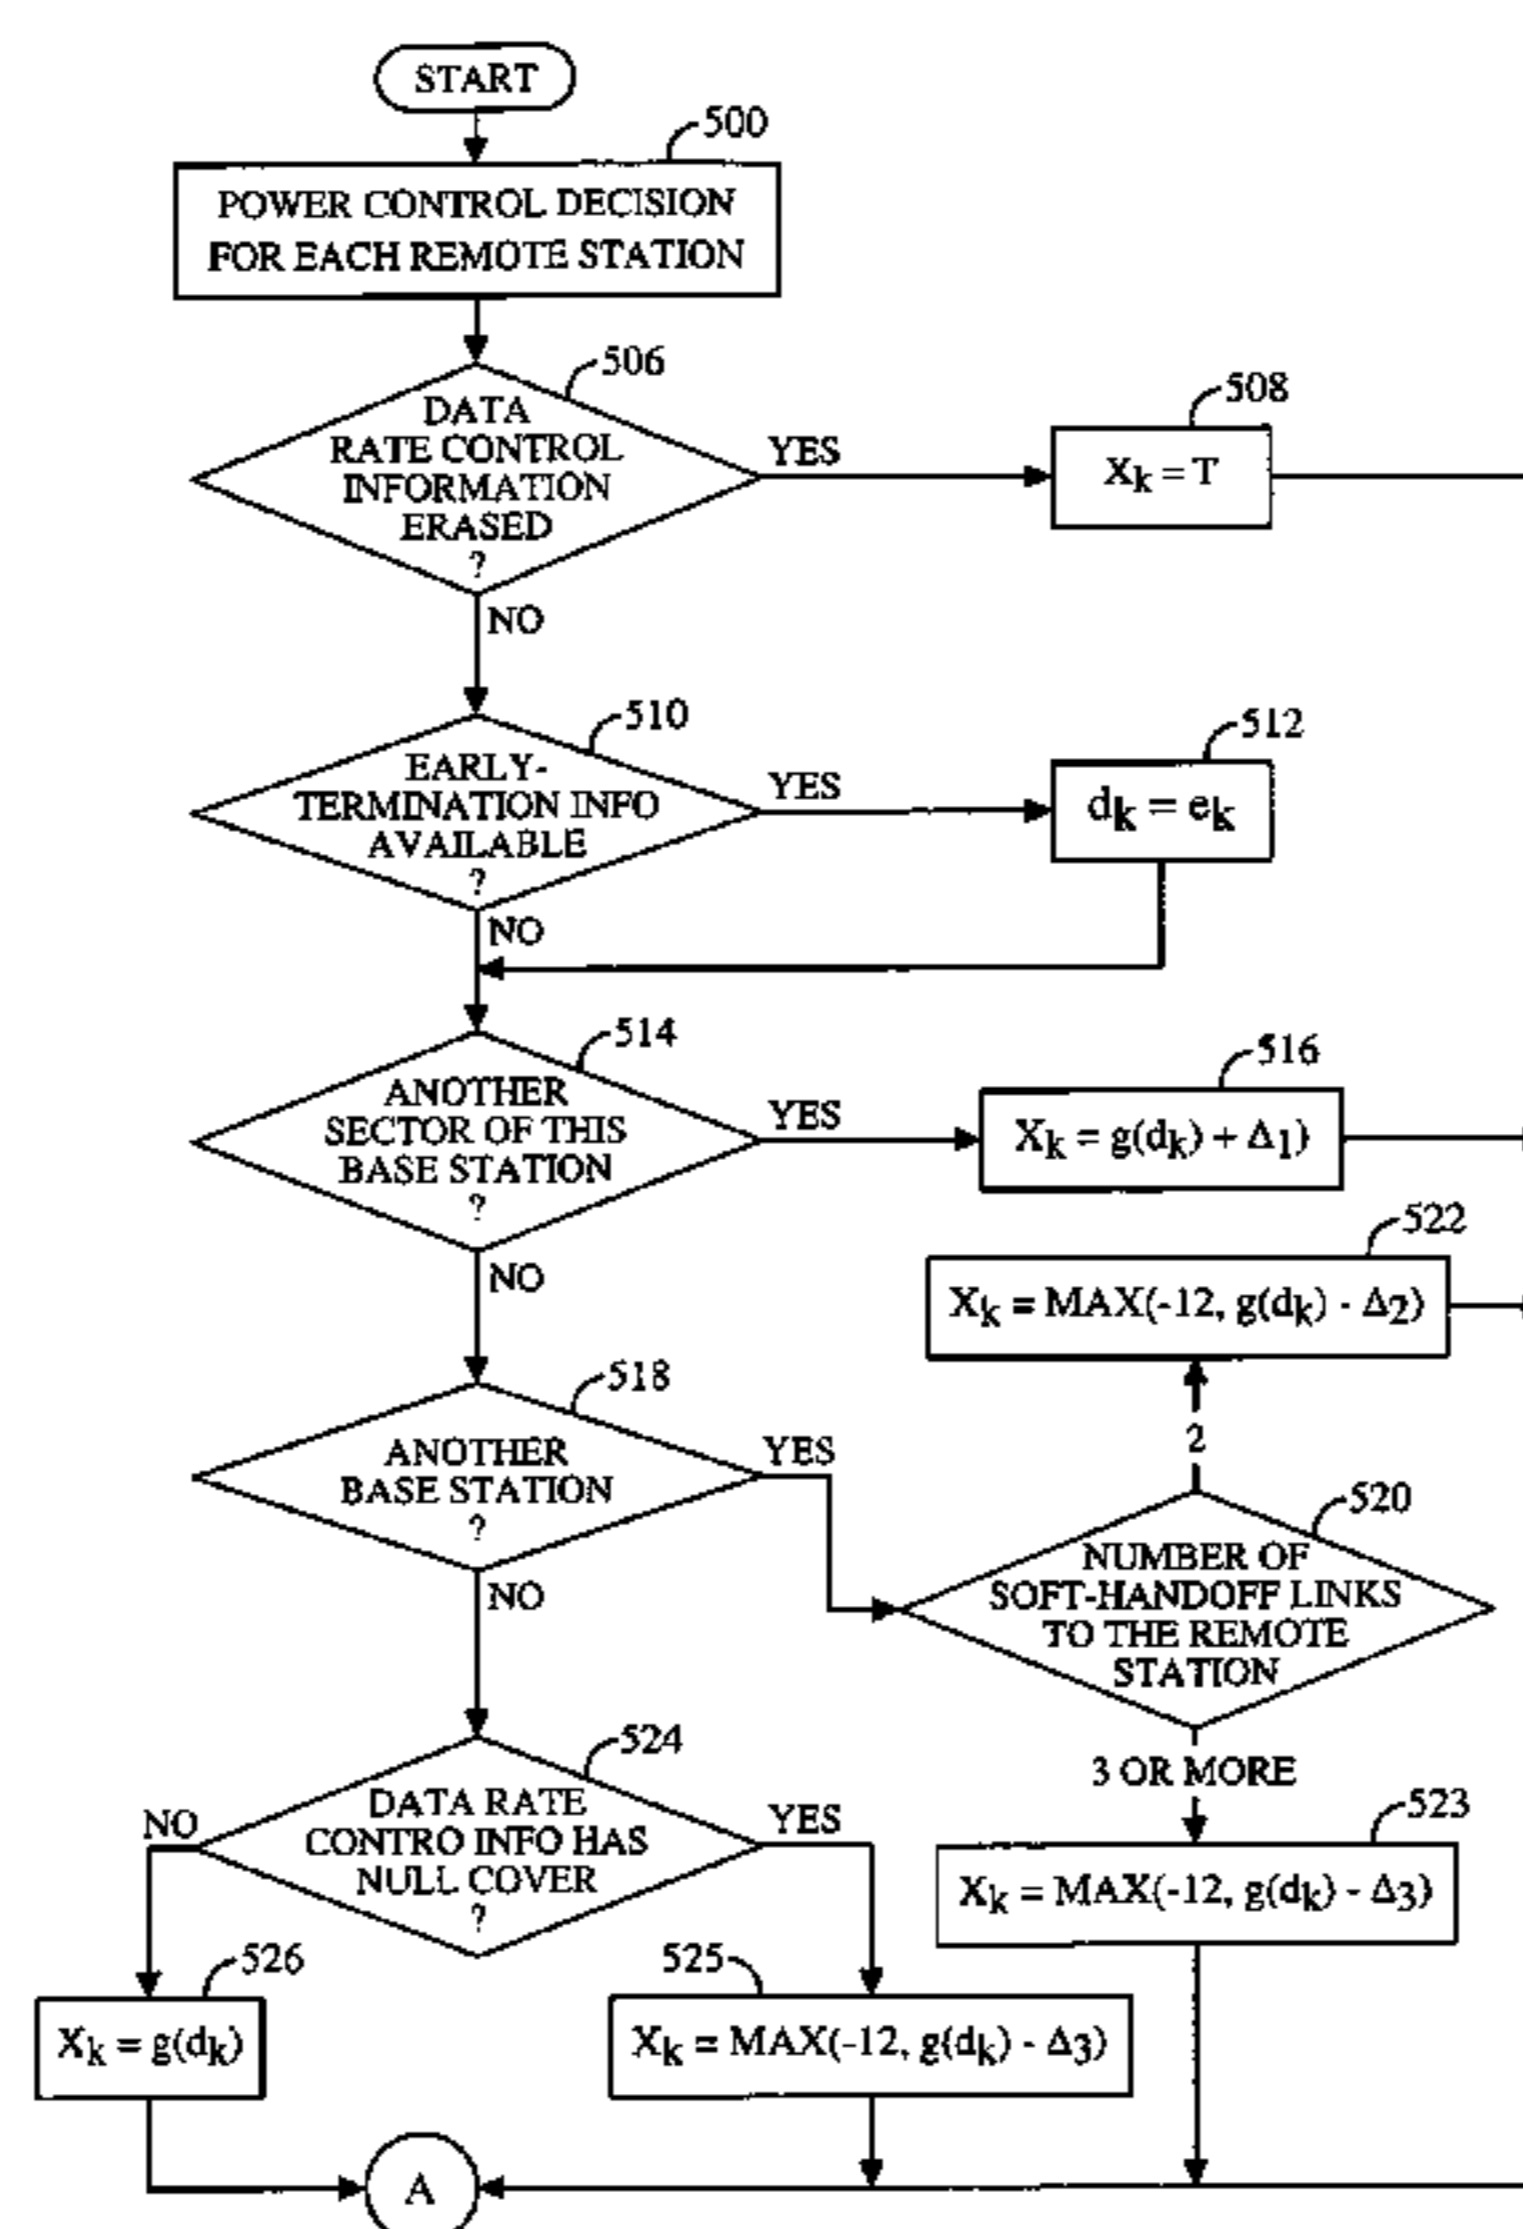 START
500
POWER CONTROL DECISION
FOR EACH REMOTE STATION
506
DATA
RATE CONTROL
INFORMATION
ERASED
?
YES
508
Xk = T
NO
510
EARLY-
TERMINATION INFO
AVAILABLE
?
YES
512
dk = ek
NO
514
ANOTHER
SECTOR OF THIS
BASE STATION
?
YES
516
Xk = g(dk) + Δ1)
522
Xk = MAX(-12, g(dk) - Δ2)
NO
518
ANOTHER
BASE STATION
?
YES
2
520
NUMBER OF
SOFT-HANDOFF LINKS
TO THE REMOTE
STATION
NO
3 OR MORE
524
DATA RATE
CONTRO INFO HAS
NULL COVER
?
NO
YES
523
Xk = MAX(-12, g(dk) - Δ3)
526
Xk = g(dk)
525
Xk = MAX(-12, g(dk) - Δ3)
A